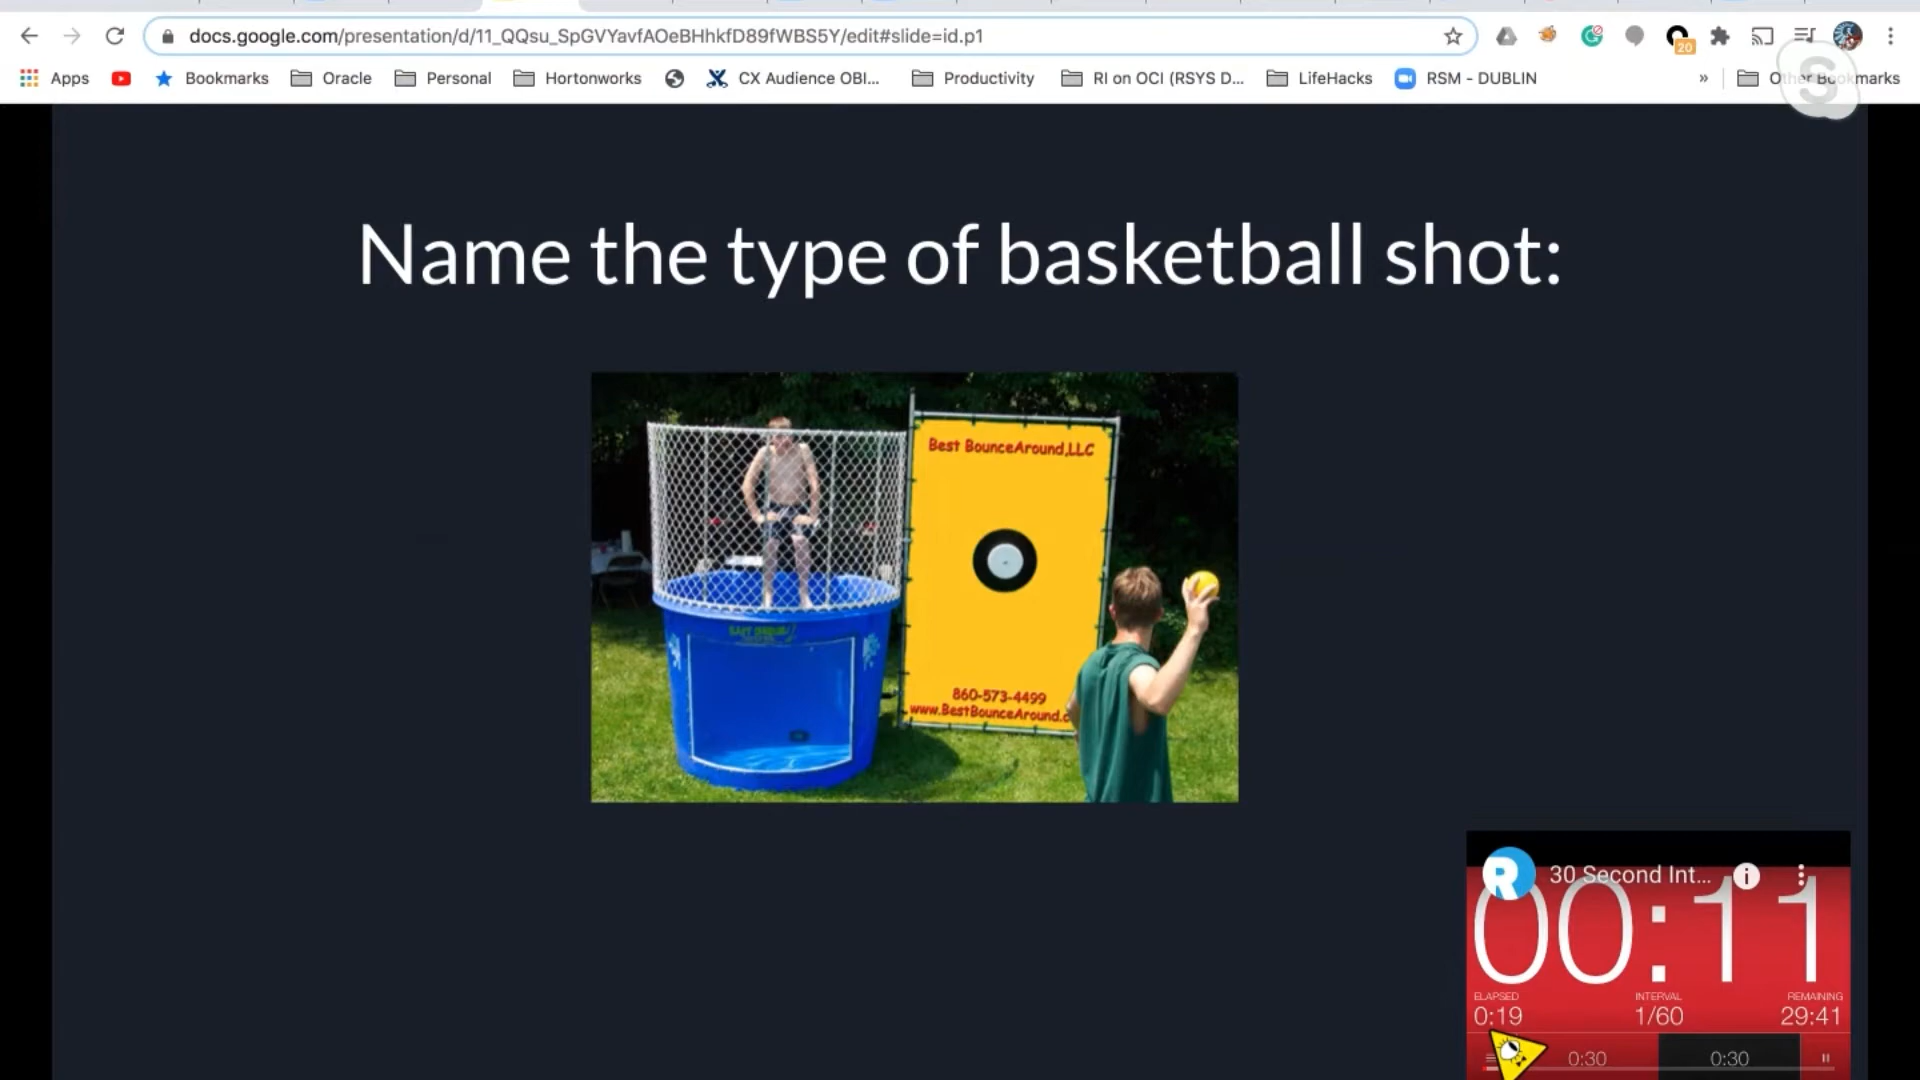 docs.google.com/presentation/d/11_QQsu_SpGVYavfAOeBHhkfD89fWBS5Y/edit#slide=id.p1
20
Apps Bookmarks Oracle Personal Hortonworks CX Audience OBI... Productivity RI on OCI (RSYS D... LifeHacks RSM - DUBLIN » Other Bookmarks
S
Name the type of basketball shot:
Best BounceAround,LLC
860-573-4499
www.BestBounceAround.c
R 30 Second Int...
00:11
ELAPSED INTERVAL REMAINING
0:19 1/60 29:41
0:30 0:30